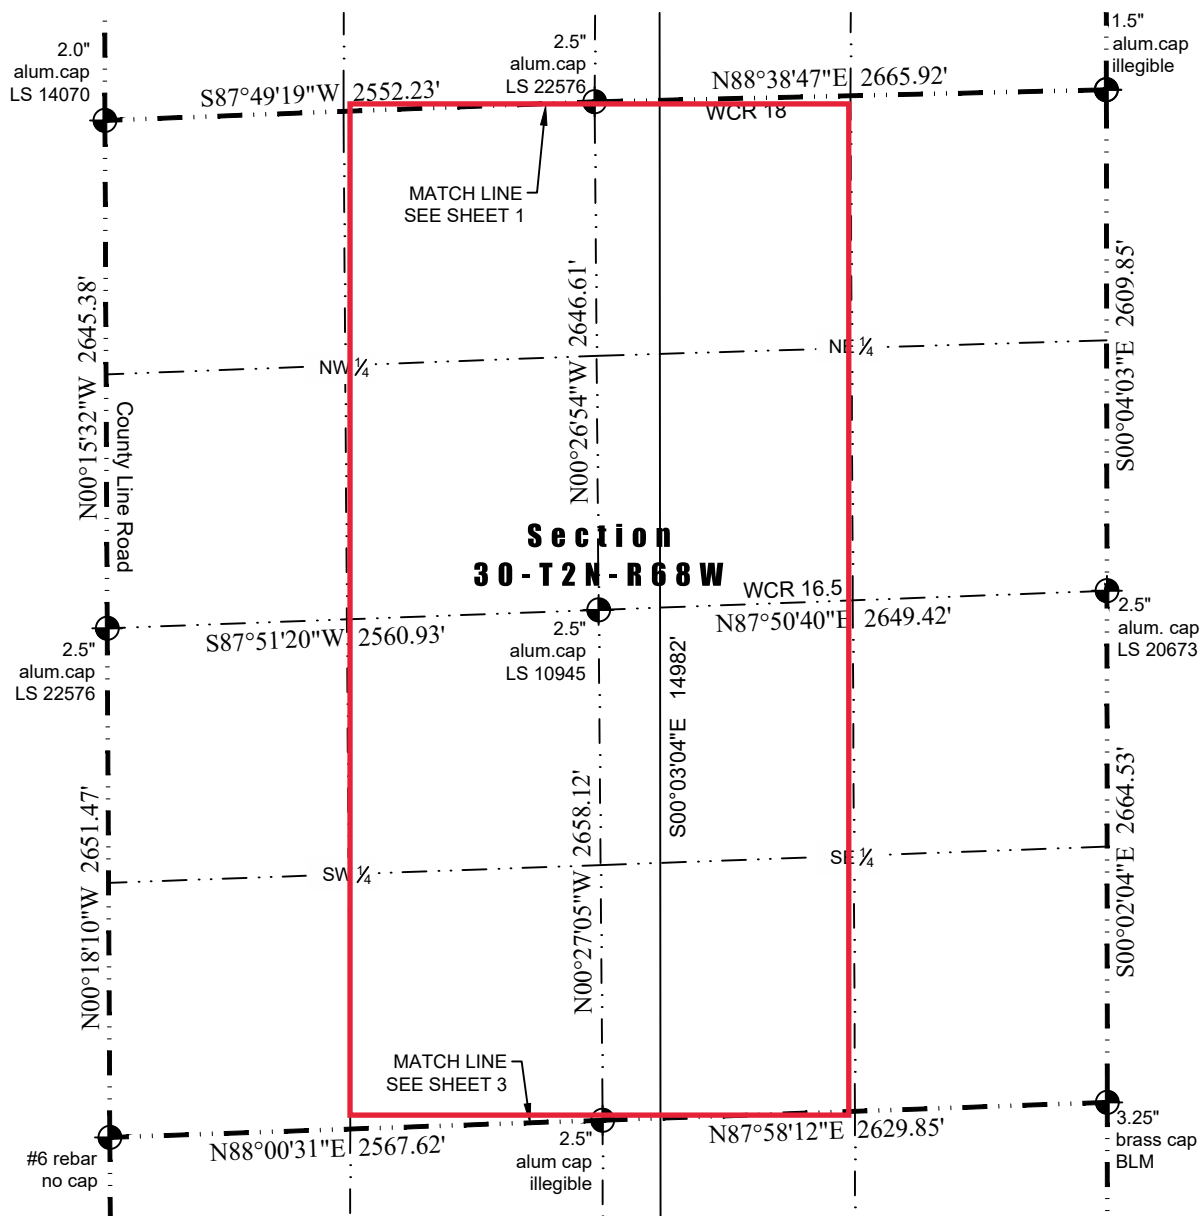 2.0"
alum.cap
LS 14070
S87°49'19"W 2552.23'
2.5"
alum.cap
LS 22576
N88°38'47"E 2665.92'
WCR 18
1.5"
alum.cap
illegible
MATCH LINE
SEE SHEET 1
N00°15'32"W 2645.38'
County Line Road
N00°26'54"W 2646.61'
S00°04'03"E 2609.85'
NW ¼
NE ¼
Section
30-T2N-R68W
WCR 16.5
S87°51'20"W 2560.93'
N87°50'40"E 2649.42'
2.5"
alum.cap
LS 22576
2.5"
alum.cap
LS 10945
2.5"
alum. cap
LS 20673
S00°03'04"E 14982'
N00°18'10"W 2651.47'
N00°27'05"W 2658.12'
S00°02'04"E 2664.53'
SW ¼
SE ¼
MATCH LINE
SEE SHEET 3
N88°00'31"E 2567.62'
N87°58'12"E 2629.85'
#6 rebar
no cap
2.5"
alum cap
illegible
3.25"
brass cap
BLM